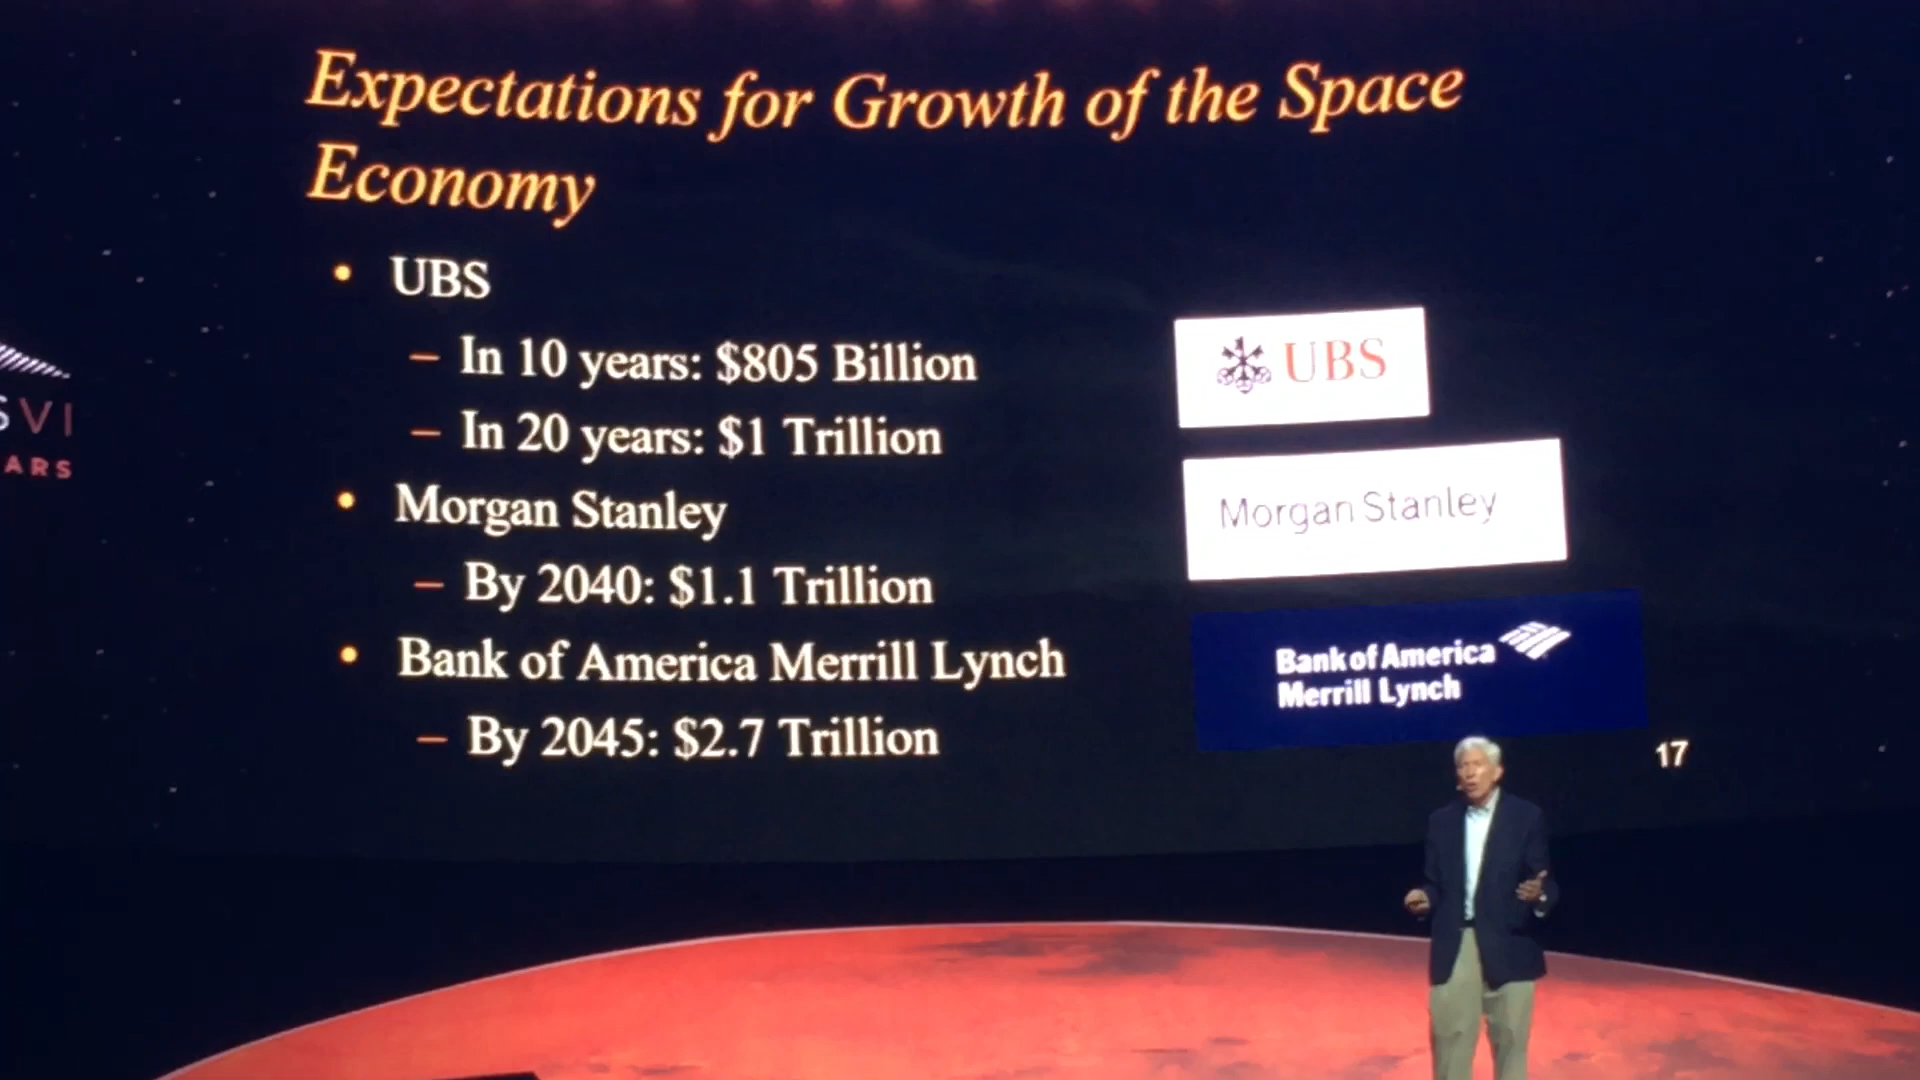 Expectations for Growth of the Space
Economy
• UBS
– In 10 years: $805 Billion
– In 20 years: $1 Trillion
• Morgan Stanley
– By 2040: $1.1 Trillion
• Bank of America Merrill Lynch
– By 2045: $2.7 Trillion
UBS
Morgan Stanley
Bank of America
Merrill Lynch
17
SVI
ARS